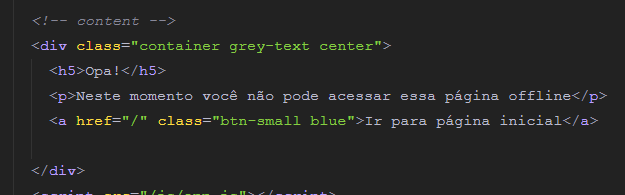 <!-- content -->
<div class="container grey-text center">
<h5>Opa!</h5>
<p>Neste momento você não pode acessar essa página offline</p>
<a href="/" class="btn-small blue">Ir para página inicial</a>
</div>